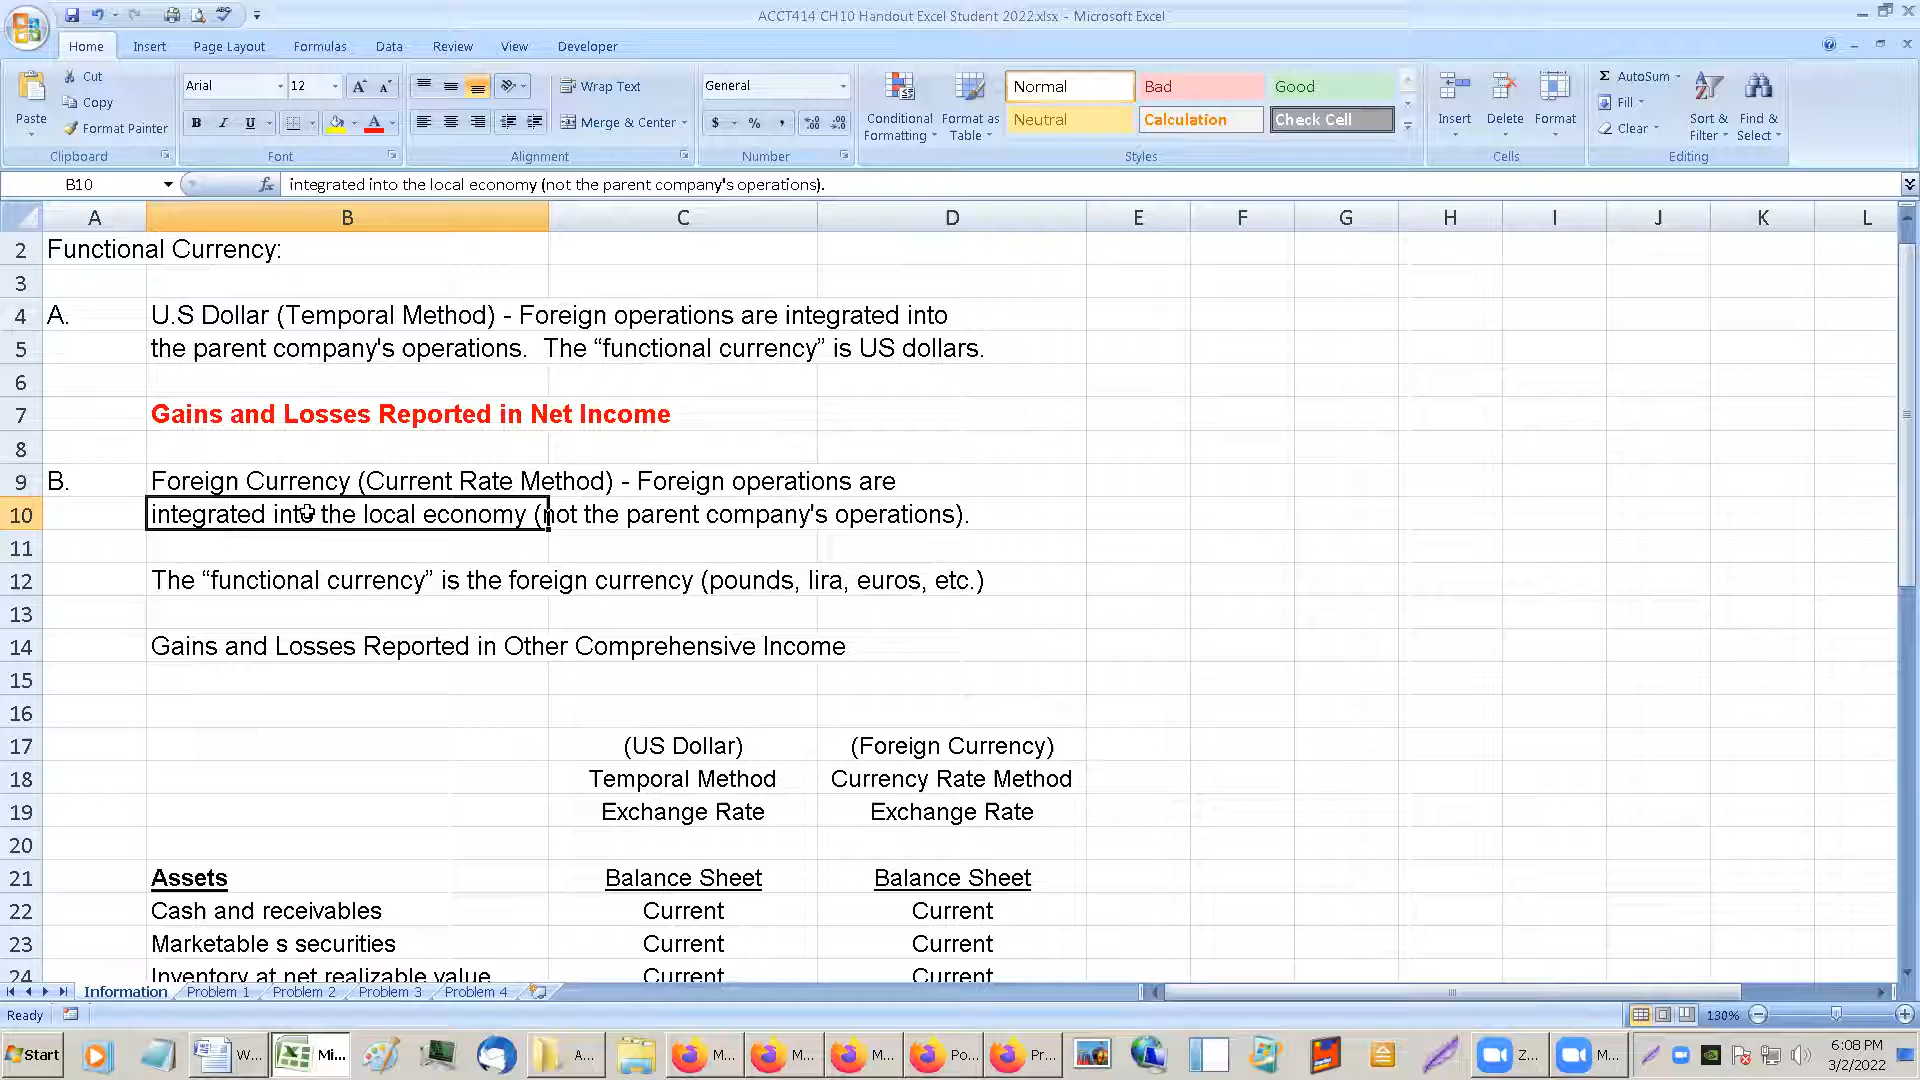 ACCT414 CH10 Handout Excel Student 2022.xlsx - Microsoft Excel
Home Insert Page Layout Formulas Data Review View Developer
Paste
Cut
Copy
Format Painter
Clipboard
Arial 12
B I U
Font
Wrap Text
Merge & Center
Alignment
General
$ % ,
Number
Conditional Formatting
Format as Table
Normal Bad Good
Neutral Calculation Check Cell
Styles
Insert Delete Format
Cells
Σ AutoSum
Fill
Clear
Sort & Filter
Find & Select
Editing
B10 fx integrated into the local economy (not the parent company's operations).
A B C D E F G H I J K L
2 Functional Currency:
3
4 A. U.S Dollar (Temporal Method) - Foreign operations are integrated into
5 the parent company's operations. The “functional currency” is US dollars.
6
7 Gains and Losses Reported in Net Income
8
9 B. Foreign Currency (Current Rate Method) - Foreign operations are
10 integrated into the local economy (not the parent company's operations).
11
12 The “functional currency” is the foreign currency (pounds, lira, euros, etc.)
13
14 Gains and Losses Reported in Other Comprehensive Income
15
16
17 (US Dollar) (Foreign Currency)
18 Temporal Method Currency Rate Method
19 Exchange Rate Exchange Rate
20
21 Assets Balance Sheet Balance Sheet
22 Cash and receivables Current Current
23 Marketable s securities Current Current
24 Inventory at net realizable value Current Current
Information Problem 1 Problem 2 Problem 3 Problem 4
Ready 130%
Start W... Mi... A... M... M... M... Po... Pr... Z... M...
6:08 PM
3/2/2022